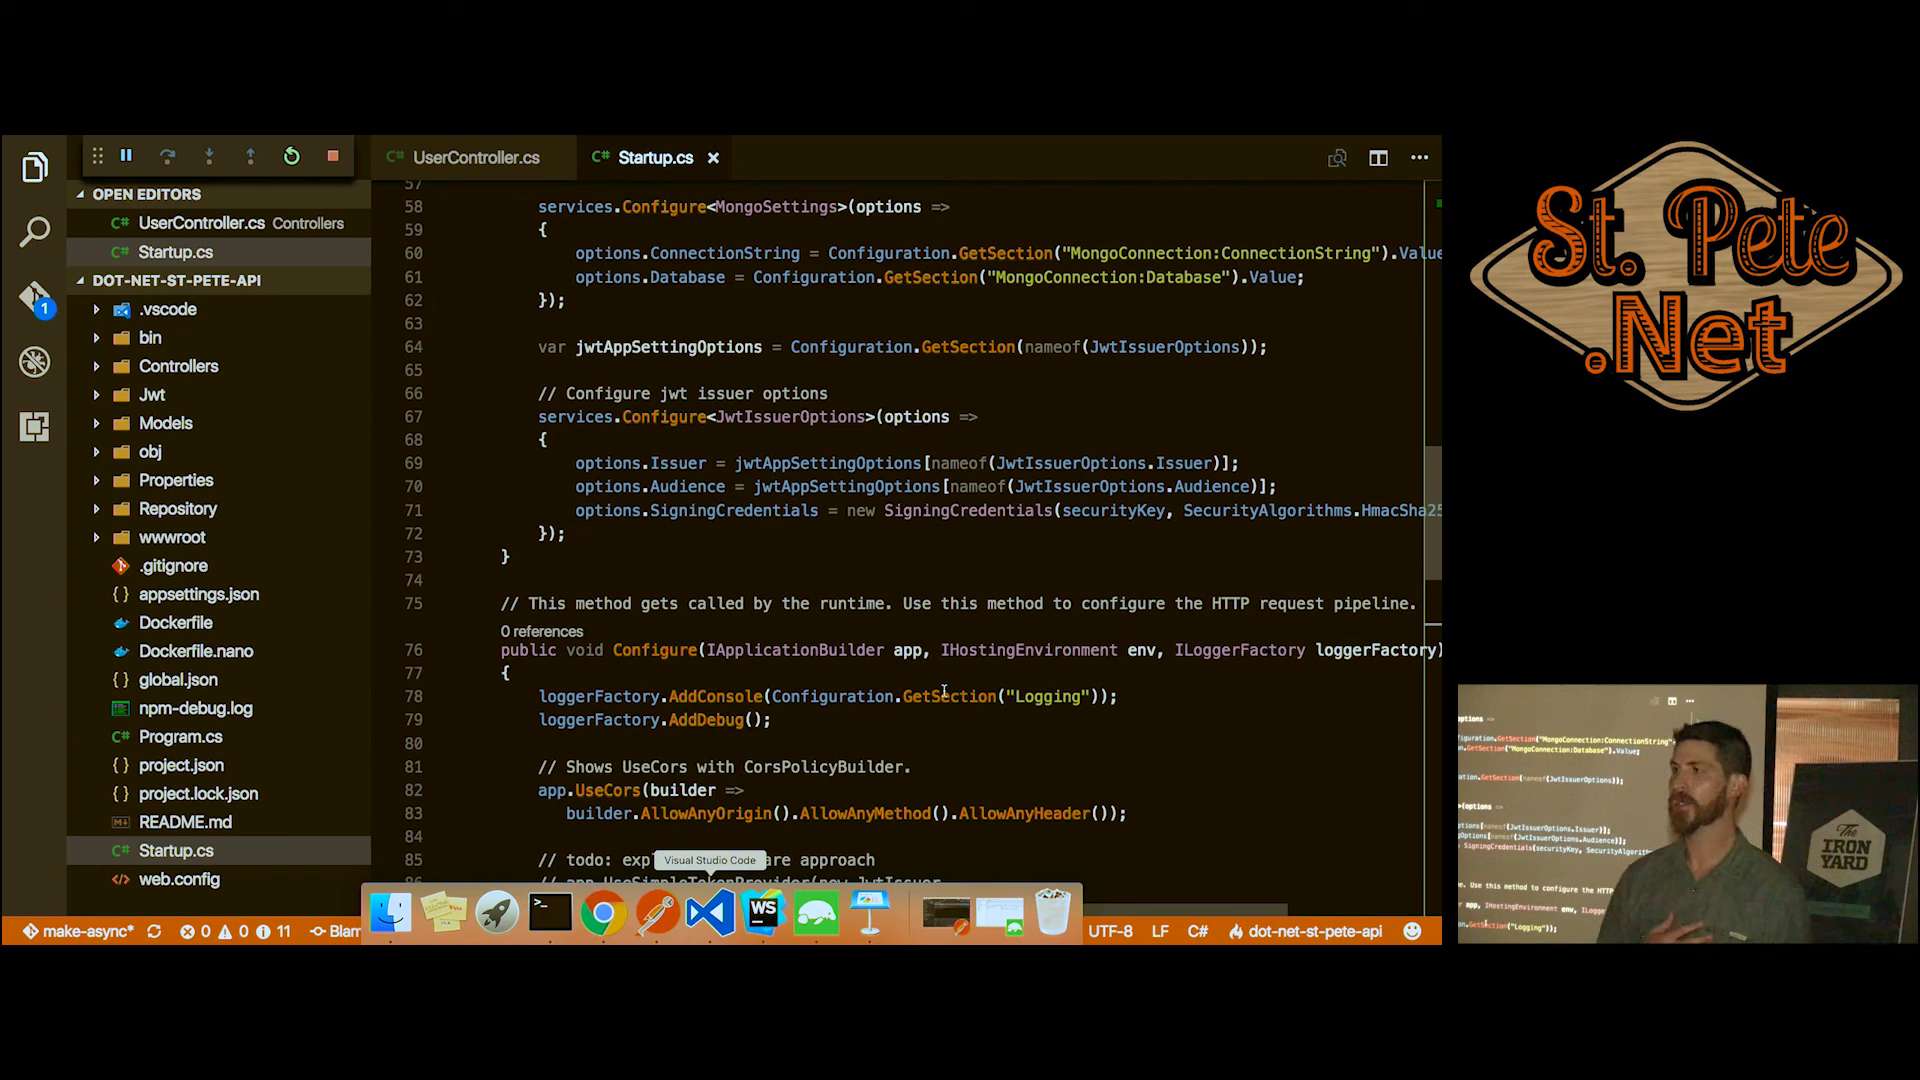 UserController.cs
Startup.cs
OPEN EDITORS
UserController.cs Controllers
Startup.cs
DOT-NET-ST-PETE-API
.vscode
bin
Controllers
Jwt
Models
obj
Properties
Repository
wwwroot
.gitignore
appsettings.json
Dockerfile
Dockerfile.nano
global.json
npm-debug.log
Program.cs
project.json
project.lock.json
README.md
Startup.cs
web.config
57
58 services.Configure<MongoSettings>(options =>
59 {
60 options.ConnectionString = Configuration.GetSection("MongoConnection:ConnectionString").Value
61 options.Database = Configuration.GetSection("MongoConnection:Database").Value;
62 });
63
64 var jwtAppSettingOptions = Configuration.GetSection(nameof(JwtIssuerOptions));
65
66 // Configure jwt issuer options
67 services.Configure<JwtIssuerOptions>(options =>
68 {
69 options.Issuer = jwtAppSettingOptions[nameof(JwtIssuerOptions.Issuer)];
70 options.Audience = jwtAppSettingOptions[nameof(JwtIssuerOptions.Audience)];
71 options.SigningCredentials = new SigningCredentials(securityKey, SecurityAlgorithms.HmacSha25
72 });
73 }
74
75 // This method gets called by the runtime. Use this method to configure the HTTP request pipeline.
0 references
76 public void Configure(IApplicationBuilder app, IHostingEnvironment env, ILoggerFactory loggerFactory)
77 {
78 loggerFactory.AddConsole(Configuration.GetSection("Logging"));
79 loggerFactory.AddDebug();
80
81 // Shows UseCors with CorsPolicyBuilder.
82 app.UseCors(builder =>
83 builder.AllowAnyOrigin().AllowAnyMethod().AllowAnyHeader());
84
85 // todo: exp are approach
Visual Studio Code
WS
make-async* 0 0 11 Blam
UTF-8 LF C# dot-net-st-pete-api
1
St. Pete
.Net
The
IRON
YARD